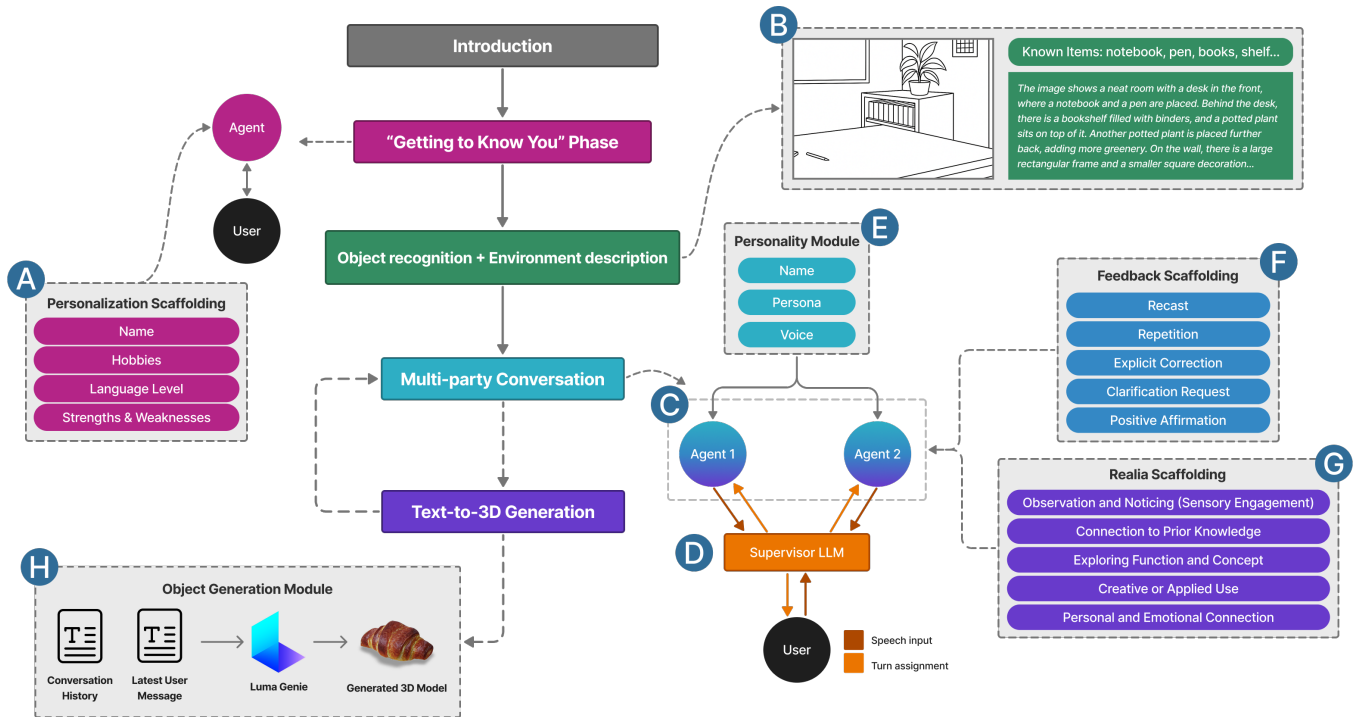 Introduction
"Getting to Know You" Phase
Object recognition + Environment description
Multi-party Conversation
Text-to-3D Generation
Agent
User
A
Personalization Scaffolding
Name
Hobbies
Language Level
Strengths & Weaknesses
B
Known Items: notebook, pen, books, shelf...
The image shows a neat room with a desk in the front,
where a notebook and a pen are placed. Behind the desk,
there is a bookshelf filled with binders, and a potted plant
sits on top of it. Another potted plant is placed further
back, adding more greenery. On the wall, there is a large
rectangular frame and a smaller square decoration...
E
Personality Module
Name
Persona
Voice
C
Agent 1
Agent 2
D
Supervisor LLM
User
Speech input
Turn assignment
F
Feedback Scaffolding
Recast
Repetition
Explicit Correction
Clarification Request
Positive Affirmation
G
Realia Scaffolding
Observation and Noticing (Sensory Engagement)
Connection to Prior Knowledge
Exploring Function and Concept
Creative or Applied Use
Personal and Emotional Connection
H
Object Generation Module
T
T
Conversation
History
Latest User
Message
Luma Genie
Generated 3D Model